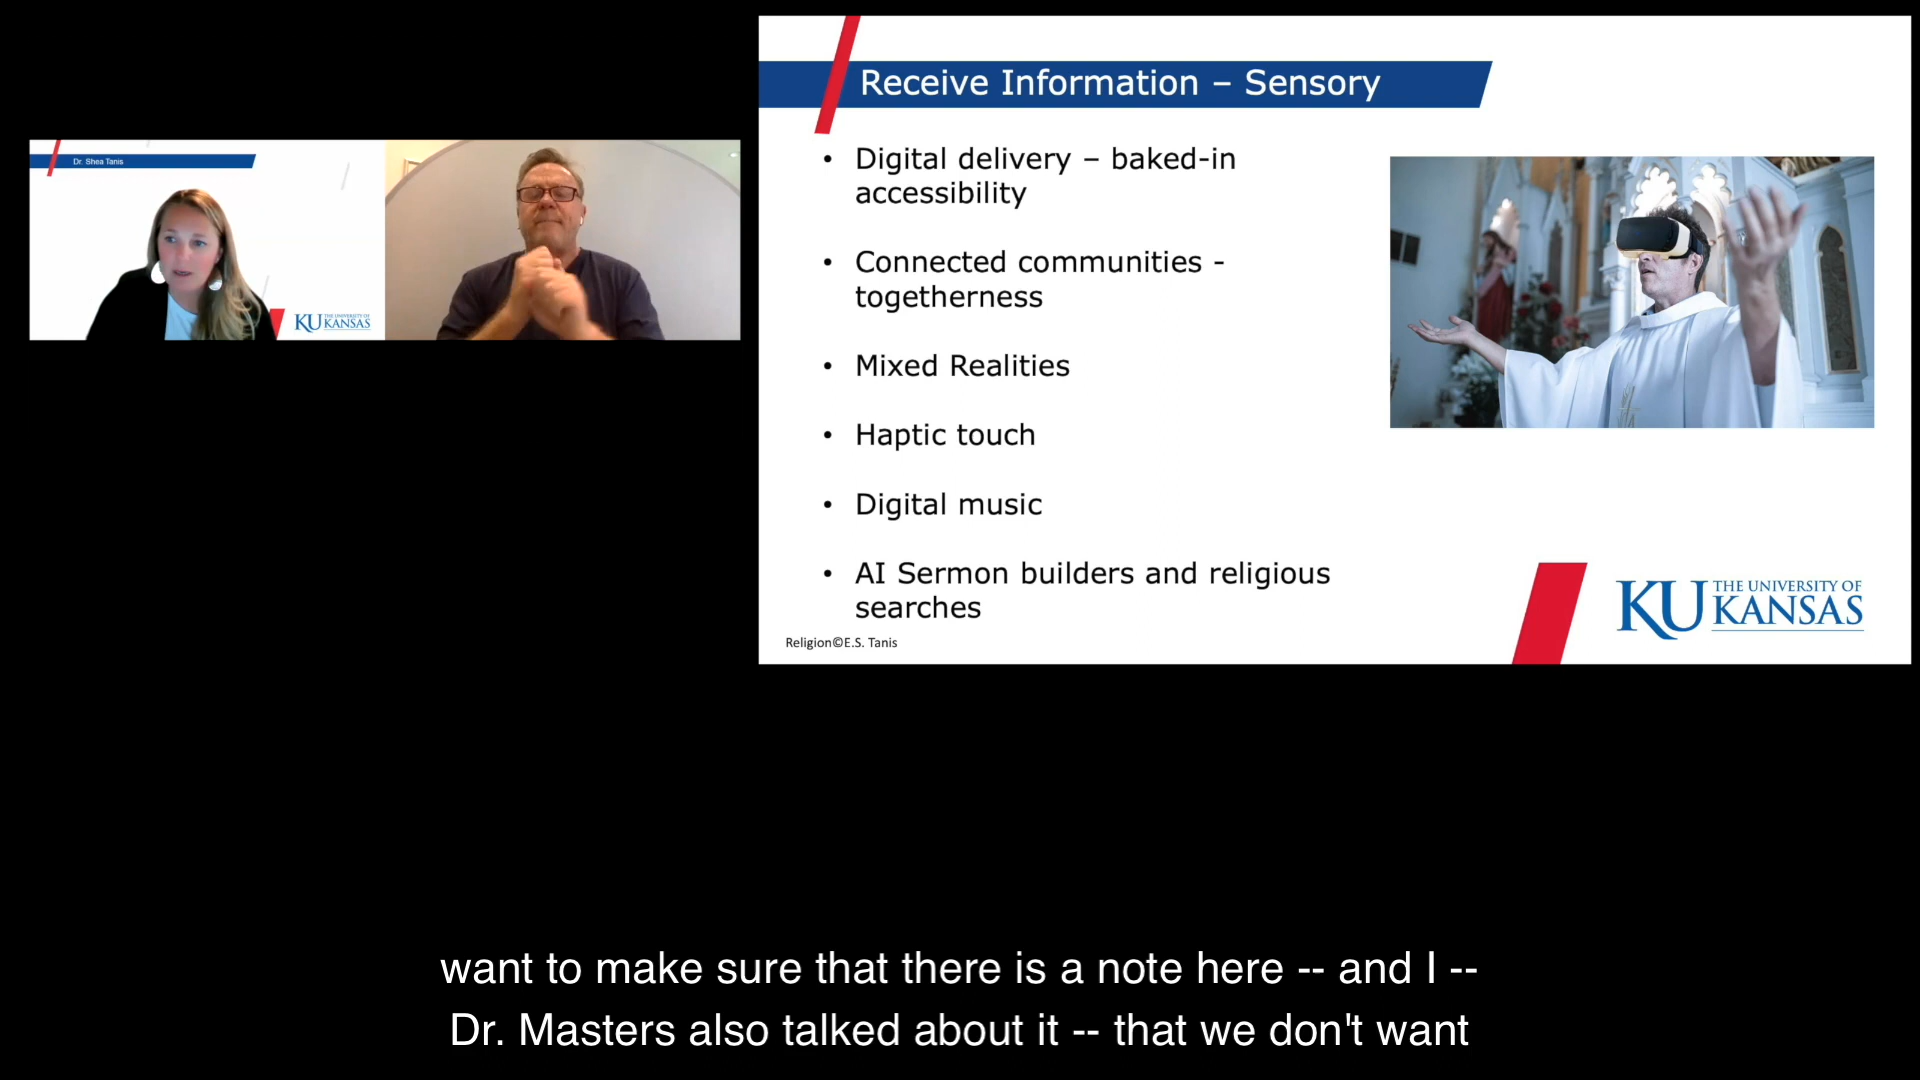 Dr. Shea Tanis
KU THE UNIVERSITY OF
KANSAS
Receive Information – Sensory
• Digital delivery – baked-in
accessibility
• Connected communities -
togetherness
• Mixed Realities
• Haptic touch
• Digital music
• AI Sermon builders and religious
searches
Religion©E.S. Tanis
KU THE UNIVERSITY OF
KANSAS
want to make sure that there is a note here -- and I --
Dr. Masters also talked about it -- that we don't want